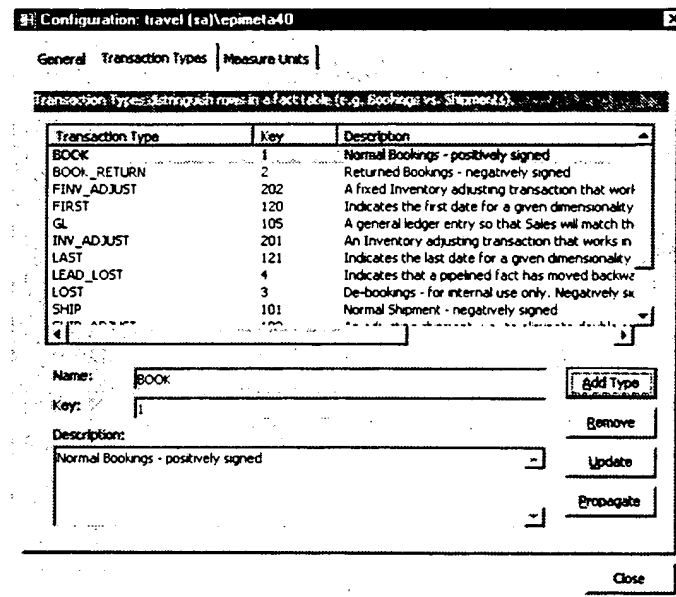 Configuration: travel (sa)\epimeta40
General Transaction Types Measure Units
Transaction Types distinguish rows in a fact table (e.g. Bookings vs. Shipments).
Transaction Type Key Description
BOOK 1 Normal Bookings - positively signed
BOOK_RETURN 2 Returned Bookings - negatively signed
FINV_ADJUST 202 A fixed Inventory adjusting transaction that work
FIRST 120 Indicates the first date for a given dimensionality
GL 105 A general ledger entry so that Sales will match th
INV_ADJUST 201 An Inventory adjusting transaction that works in
LAST 121 Indicates the last date for a given dimensionality
LEAD_LOST 4 Indicates that a pipelined fact has moved backwa
LOST 3 De-bookings - for internal use only. Negatively
SHIP 101 Normal Shipment - negatively signed
Name: BOOK
Add Type
Key: 1
Remove
Description:
Normal Bookings - positively signed
Update
Propagate
Close